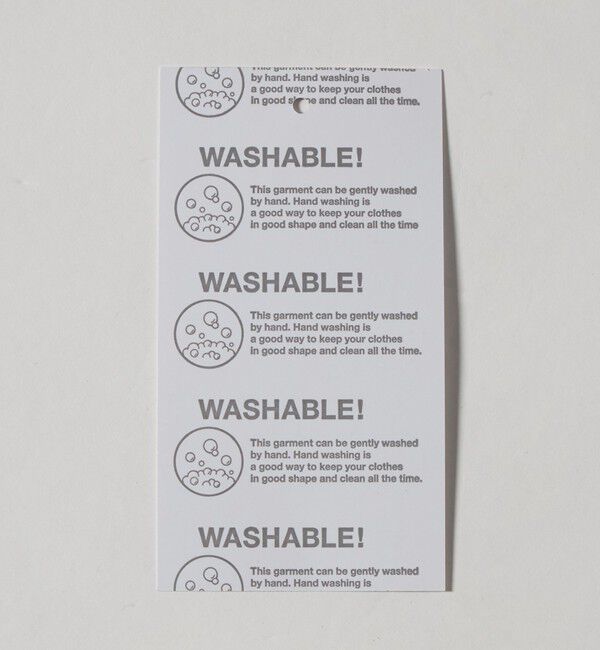 This garment can be gently washed
by hand. Hand washing is
a good way to keep your clothes
in good and clean all the time.
WASHABLE!
This garment can be gently washed
by hand. Hand washing is
a good way to keep your clothes
in good shape and clean all the time
WASHABLE!
This garment can be gently washed
by hand. Hand washing is
a good way to keep your clothes
in good shape and clean all the time.
WASHABLE!
This garment can be gently washed
by hand. Hand washing is
a good way to keep your clothes
in good shape and clean all the time.
WASHABLE!
This garment can be gently washed
by hand. Hand washing is